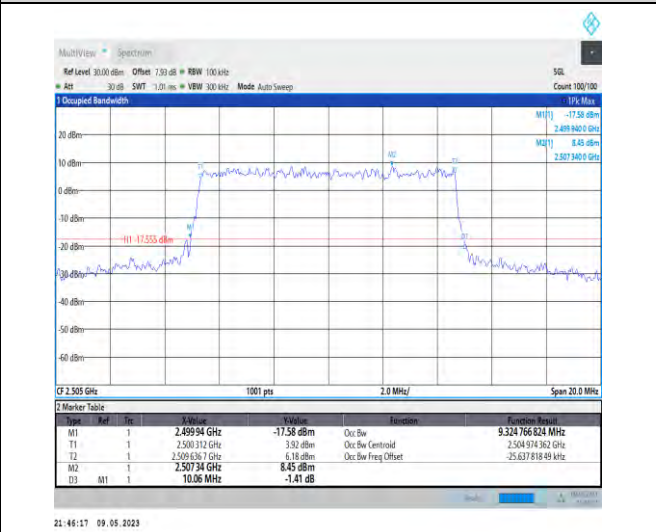 MultiView Spectrum
Ref Level 30.00 dBm Offset 7.93 dB RBW 100 kHz SGL
Att 30 dB SWT 1.01 ms VBW 300 kHz Mode Auto Sweep Count 100/100
1 Occupied Bandwidth 1Pk Max
M1[1] -17.58 dBm
2.499 940 0 GHz
M2[1] 8.45 dBm
2.507 340 0 GHz
20 dBm
10 dBm
0 dBm
-10 dBm
H1 -17.555 dBm
-20 dBm
-30 dBm
-40 dBm
-50 dBm
-60 dBm
T1
M2
T2
M1
D3
CF 2.505 GHz 1001 pts 2.0 MHz/ Span 20.0 MHz
2 Marker Table
Type Ref Trc X-Value Y-Value Function Function Result
M1 1 2.499 94 GHz -17.58 dBm Occ Bw 9.324 766 824 MHz
T1 1 2.500 312 GHz 3.92 dBm Occ Bw Centroid 2.504 974 362 GHz
T2 1 2.509 636 7 GHz 6.18 dBm Occ Bw Freq Offset -25.637 818 49 kHz
M2 1 2.507 34 GHz 8.45 dBm
D3 M1 1 10.06 MHz -1.41 dB
21:46:17 09.05.2023